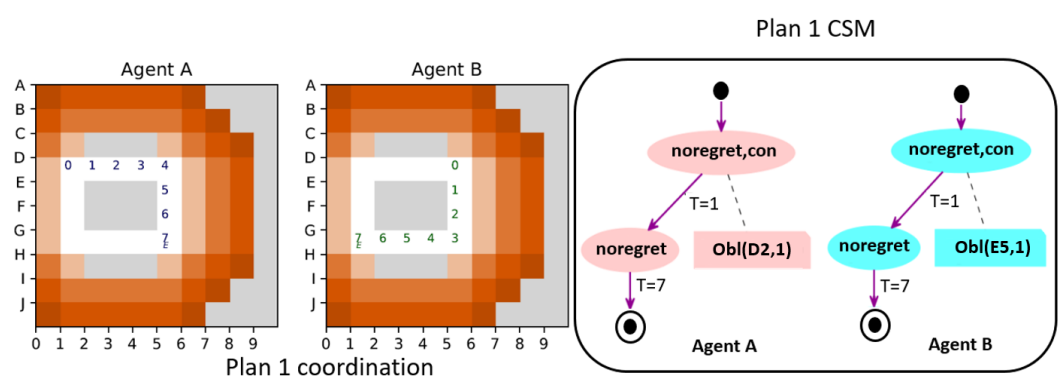 Plan 1 CSM
Agent A
Agent B
A
B
C
D
E
F
G
H
I
J
0 1 2 3 4
5
6
7
E
0 1 2 3 4 5 6 7 8 9
A
B
C
D
E
F
G
H
I
J
0
1
2
7 6 5 4 3
E
0 1 2 3 4 5 6 7 8 9
Plan 1 coordination
noregret,con
T=1
noregret
Obl(D2,1)
T=7
Agent A
noregret,con
T=1
noregret
Obl(E5,1)
T=7
Agent B